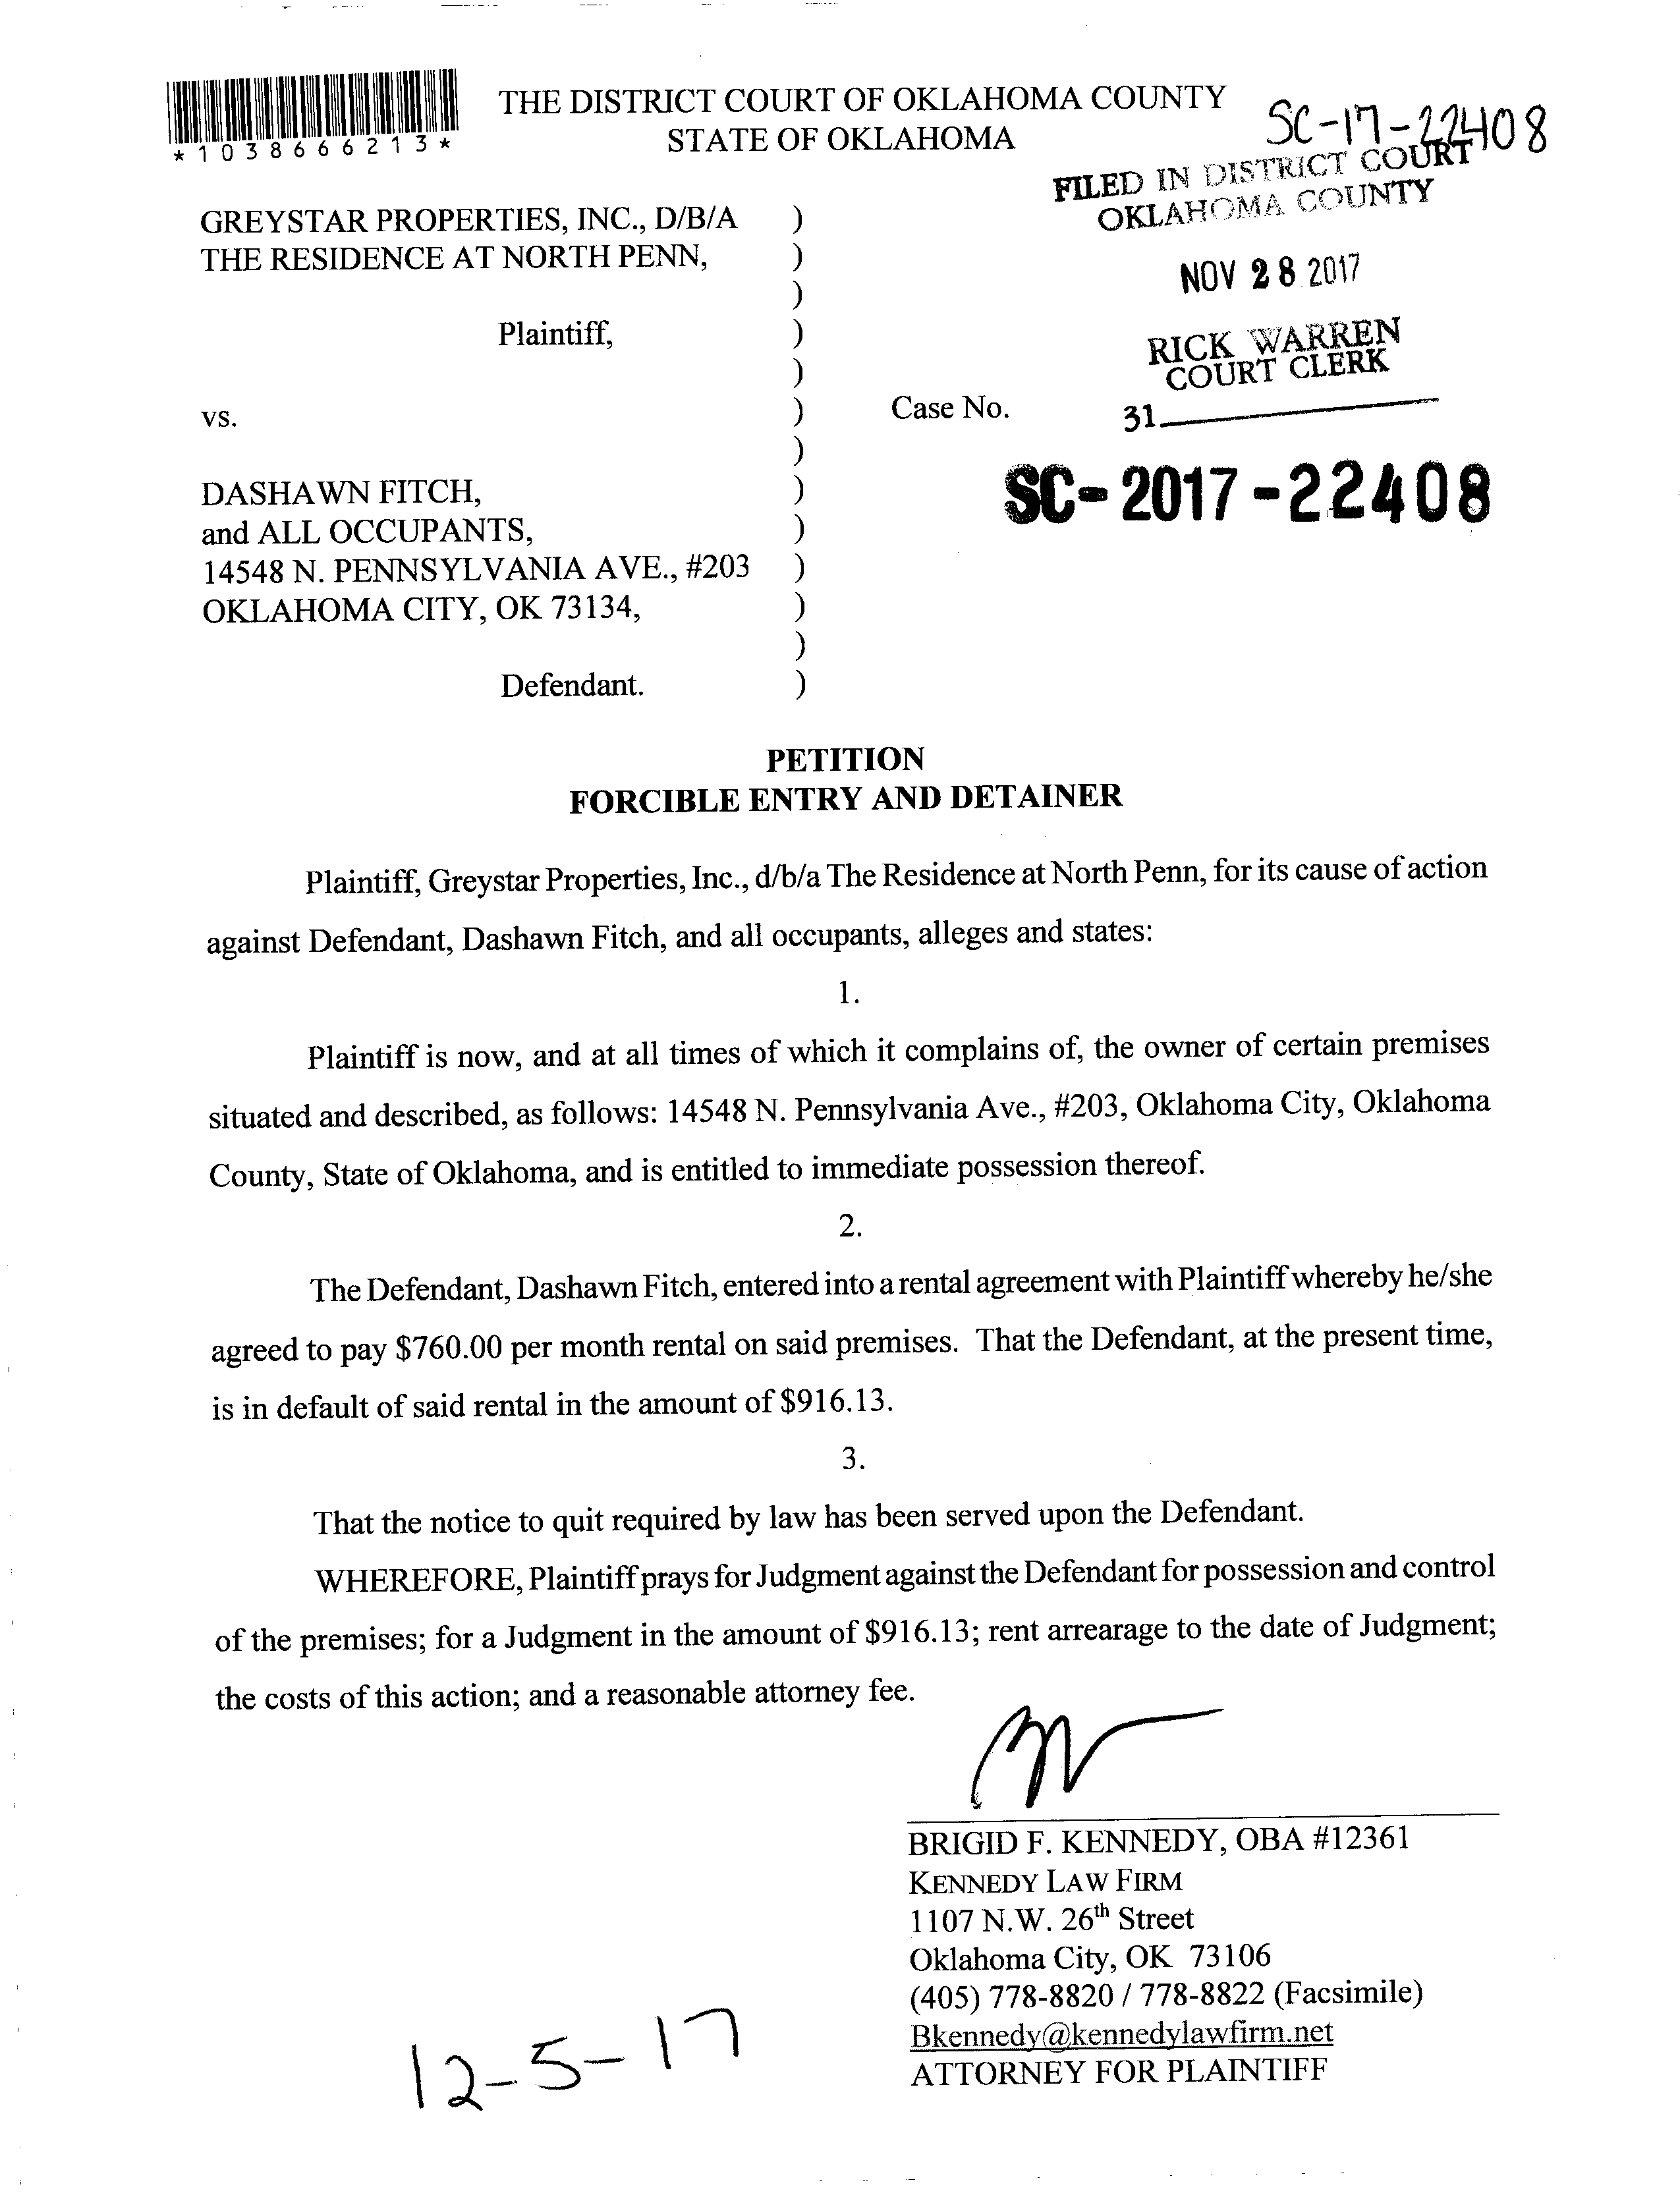 *1038666213*
THE DISTRICT COURT OF OKLAHOMA COUNTY
STATE OF OKLAHOMA
SC-17-22408
FILED IN DISTRICT COURT
OKLAHOMA COUNTY
NOV 28 2017
RICK WARREN
COURT CLERK
31
GREYSTAR PROPERTIES, INC., D/B/A )
THE RESIDENCE AT NORTH PENN, )
)
Plaintiff, )
)
vs. ) Case No.
)
SC-2017-22408
DASHAWN FITCH, )
and ALL OCCUPANTS, )
14548 N. PENNSYLVANIA AVE., #203 )
OKLAHOMA CITY, OK 73134, )
)
Defendant. )
PETITION
FORCIBLE ENTRY AND DETAINER
Plaintiff, Greystar Properties, Inc., d/b/a The Residence at North Penn, for its cause of action
against Defendant, Dashawn Fitch, and all occupants, alleges and states:
1.
Plaintiff is now, and at all times of which it complains of, the owner of certain premises
situated and described, as follows: 14548 N. Pennsylvania Ave., #203, Oklahoma City, Oklahoma
County, State of Oklahoma, and is entitled to immediate possession thereof.
2.
The Defendant, Dashawn Fitch, entered into a rental agreement with Plaintiff whereby he/she
agreed to pay $760.00 per month rental on said premises. That the Defendant, at the present time,
is in default of said rental in the amount of $916.13.
3.
That the notice to quit required by law has been served upon the Defendant.
WHEREFORE, Plaintiff prays for Judgment against the Defendant for possession and control
of the premises; for a Judgment in the amount of $916.13; rent arrearage to the date of Judgment;
the costs of this action; and a reasonable attorney fee.
BRIGID F. KENNEDY, OBA #12361
KENNEDY LAW FIRM
1107 N.W. 26th Street
Oklahoma City, OK 73106
(405) 778-8820 / 778-8822 (Facsimile)
Bkennedy@kennedylawfirm.net
ATTORNEY FOR PLAINTIFF
12-5-17